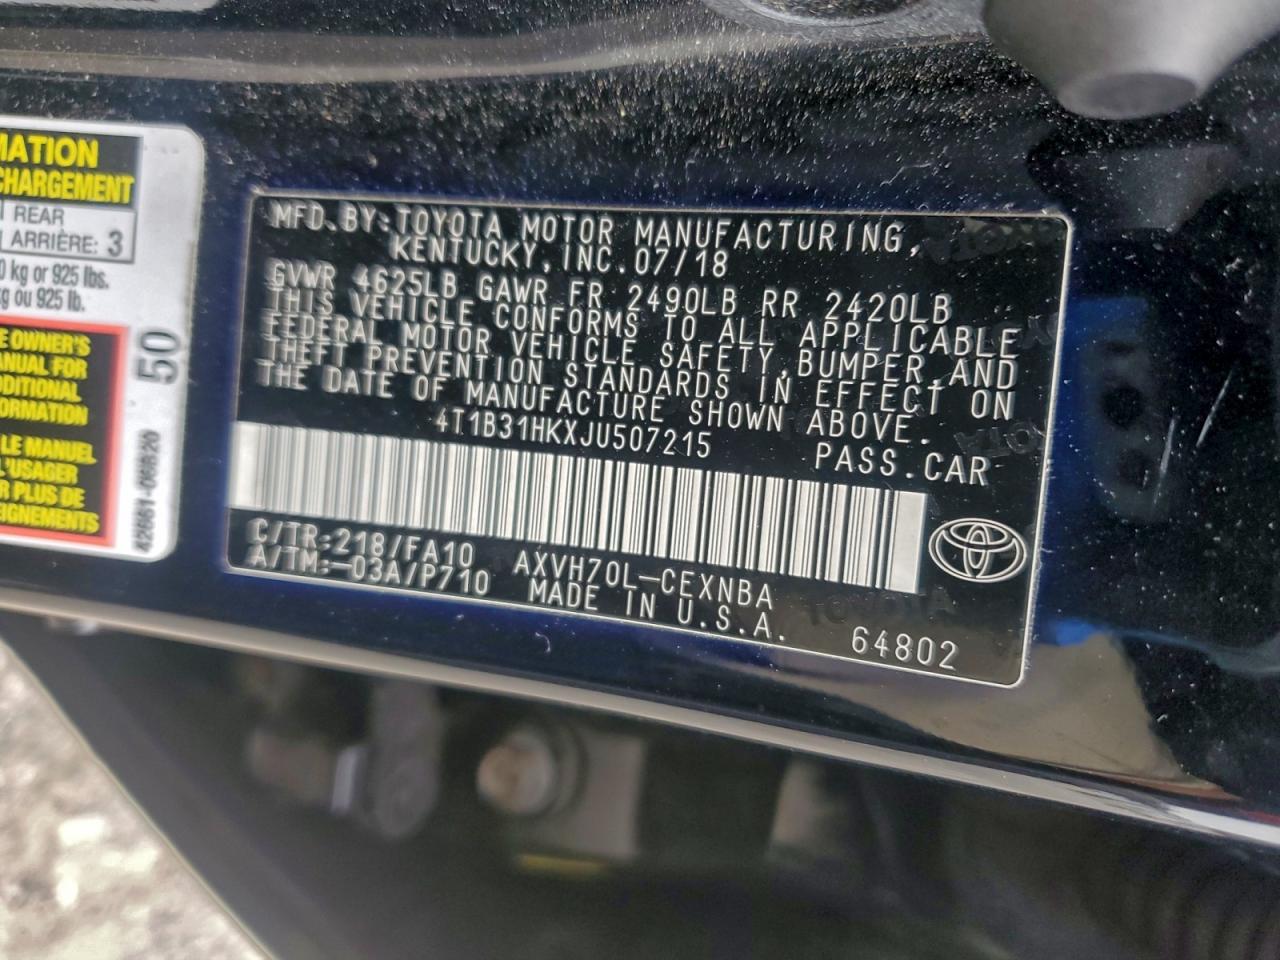 MATION
CHARGEMENT
REAR
ARRIÈRE: 3
0 kg or 925 lbs.
kg ou 925 lb.
E OWNER'S
ANUAL FOR
DDITIONAL
FORMATION
LE MANUEL
L'USAGER
R PLUS DE
EIGNEMENTS
50
42661-06820
MFD.BY:TOYOTA MOTOR MANUFACTURING,
KENTUCKY,INC.07/18
GVWR 4625LB GAWR FR 2490LB RR 2420LB
THIS VEHICLE CONFORMS TO ALL APPLICABLE
FEDERAL MOTOR VEHICLE SAFETY,BUMPER,AND
THEFT PREVENTION STANDARDS IN EFFECT ON
THE DATE OF MANUFACTURE SHOWN ABOVE.
4T1B31HKXJU507215
PASS.CAR
C/TR:218/FA10 AXVH70L-CEXNBA
A/TM:-03A/P710 MADE IN U.S.A.
64802
TOYOTA